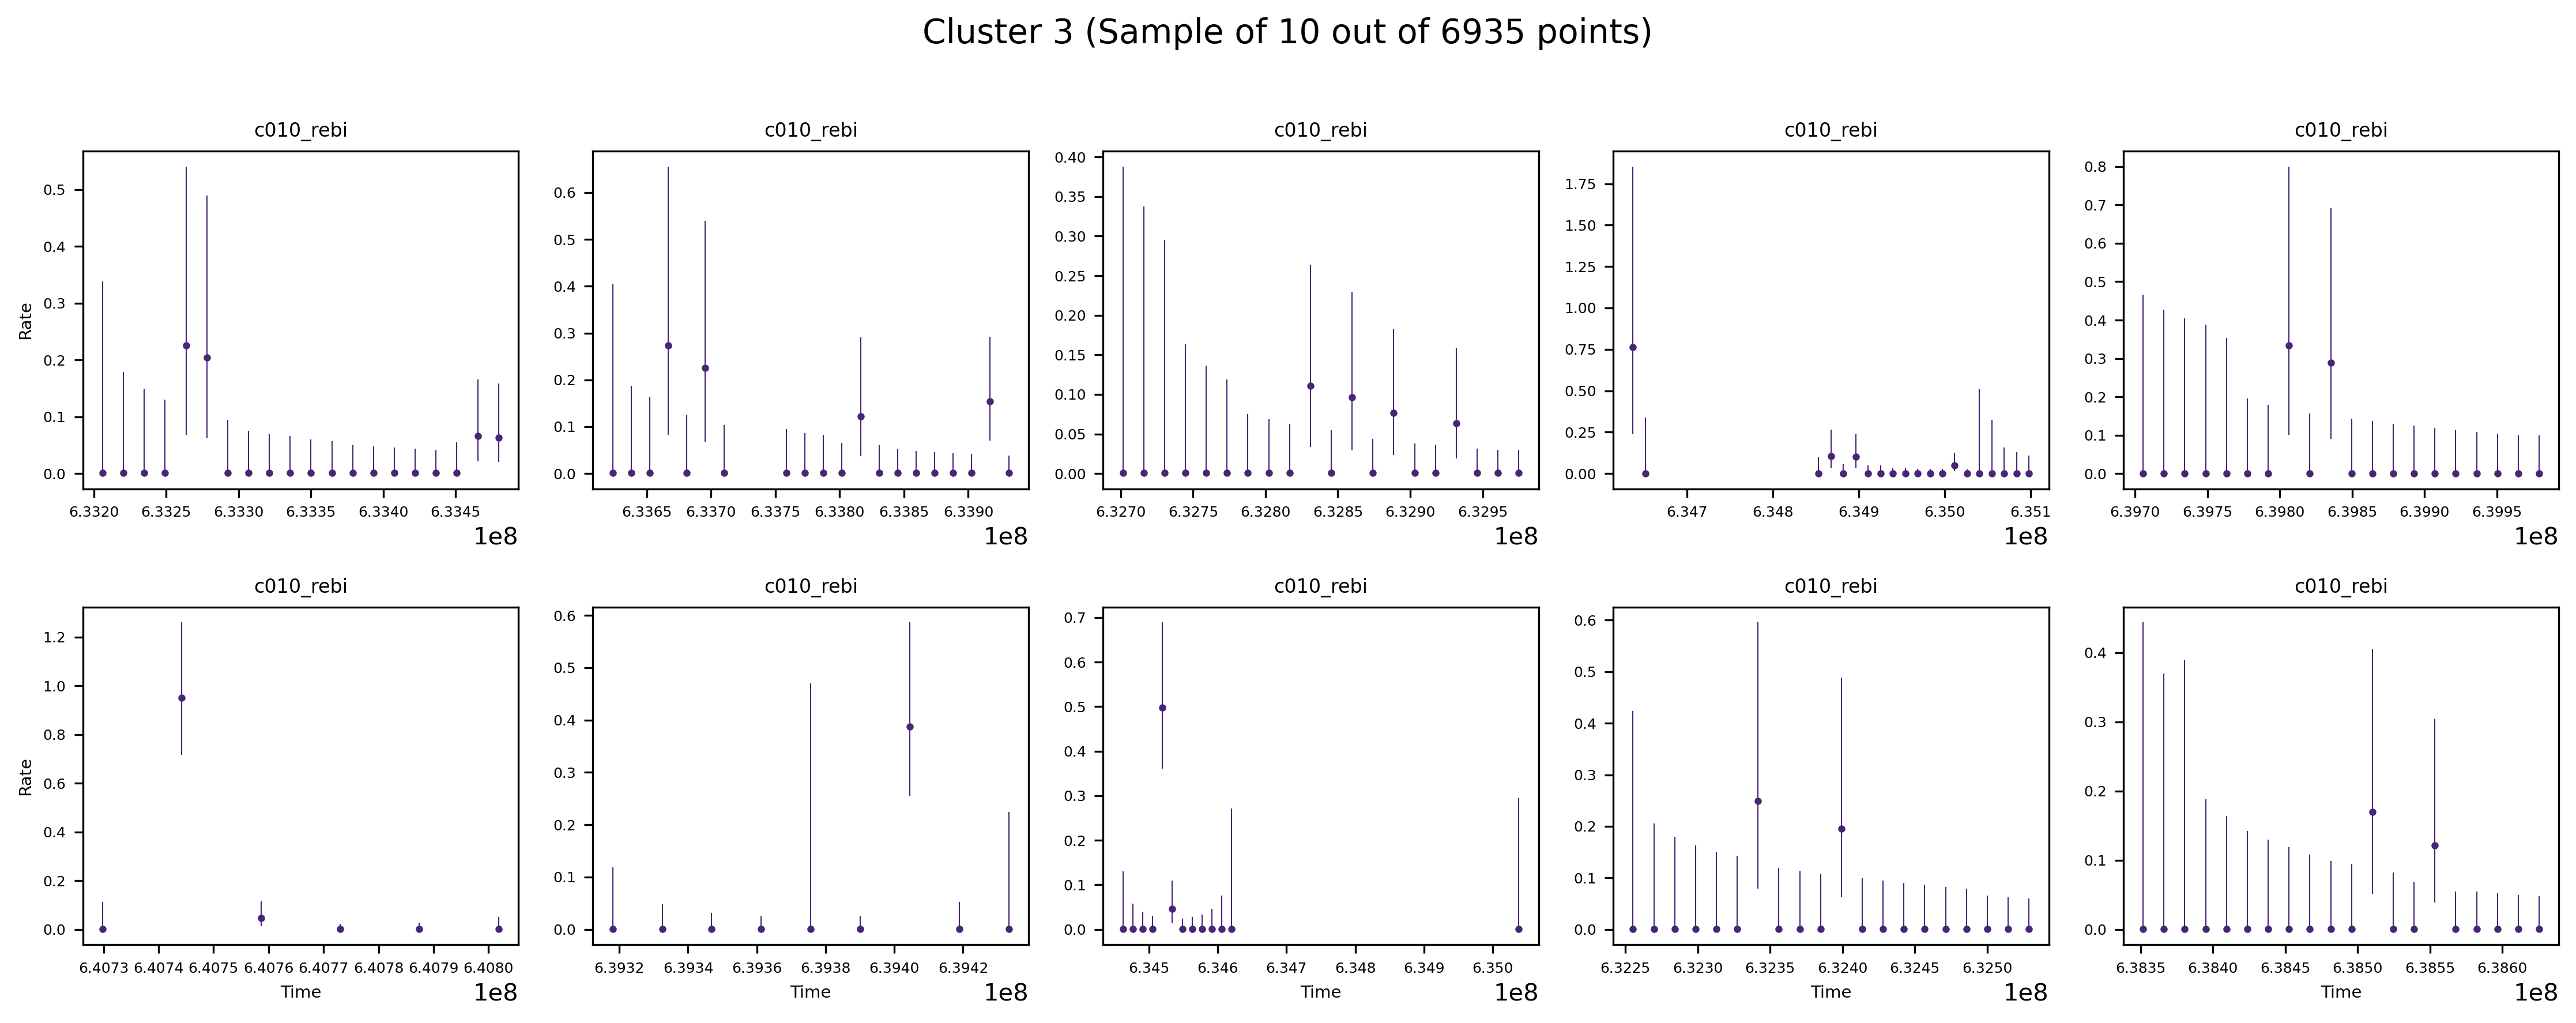 Cluster 3 (Sample of 10 out of 6935 points)
c010_rebi c010_rebi c010_rebi c010_rebi c010_rebi
Rate
0.5
0.4
0.3
0.2
0.1
0.0
6.3320 6.3325 6.3330 6.3335 6.3340 6.3345
1e8
0.6
0.5
0.4
0.3
0.2
0.1
0.0
6.3365 6.3370 6.3375 6.3380 6.3385 6.3390
1e8
0.40
0.35
0.30
0.25
0.20
0.15
0.10
0.05
0.00
6.3270 6.3275 6.3280 6.3285 6.3290 6.3295
1e8
1.75
1.50
1.25
1.00
0.75
0.50
0.25
0.00
6.347 6.348 6.349 6.350 6.351
1e8
0.8
0.7
0.6
0.5
0.4
0.3
0.2
0.1
0.0
6.3970 6.3975 6.3980 6.3985 6.3990 6.3995
1e8
c010_rebi c010_rebi c010_rebi c010_rebi c010_rebi
Rate
1.2
1.0
0.8
0.6
0.4
0.2
0.0
6.4073 6.4074 6.4075 6.4076 6.4077 6.4078 6.4079 6.4080
Time
1e8
0.6
0.5
0.4
0.3
0.2
0.1
0.0
6.3932 6.3934 6.3936 6.3938 6.3940 6.3942
Time
1e8
0.7
0.6
0.5
0.4
0.3
0.2
0.1
0.0
6.345 6.346 6.347 6.348 6.349 6.350
Time
1e8
0.6
0.5
0.4
0.3
0.2
0.1
0.0
6.3225 6.3230 6.3235 6.3240 6.3245 6.3250
Time
1e8
0.4
0.3
0.2
0.1
0.0
6.3835 6.3840 6.3845 6.3850 6.3855 6.3860
Time
1e8